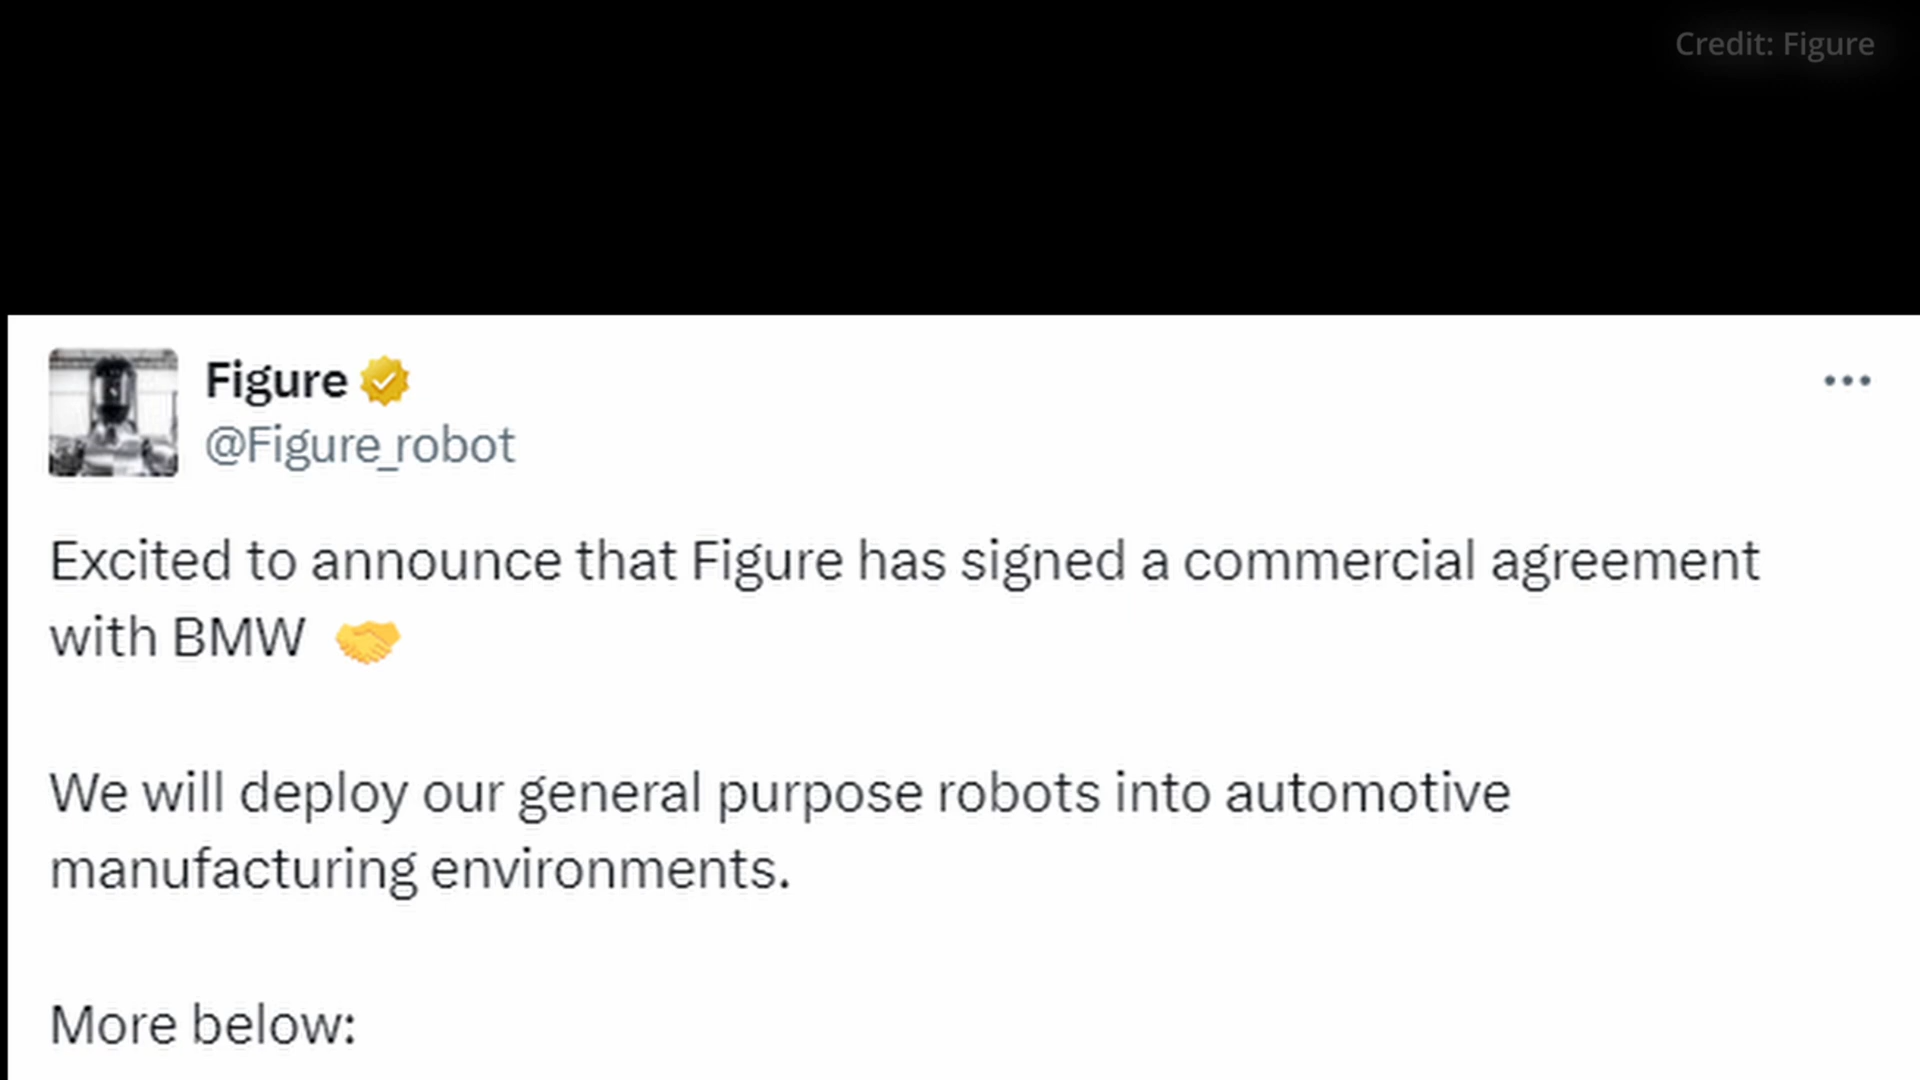 Credit: Figure
Figure
@Figure_robot
Excited to announce that Figure has signed a commercial agreement
with BMW 🤝
We will deploy our general purpose robots into automotive
manufacturing environments.
More below: